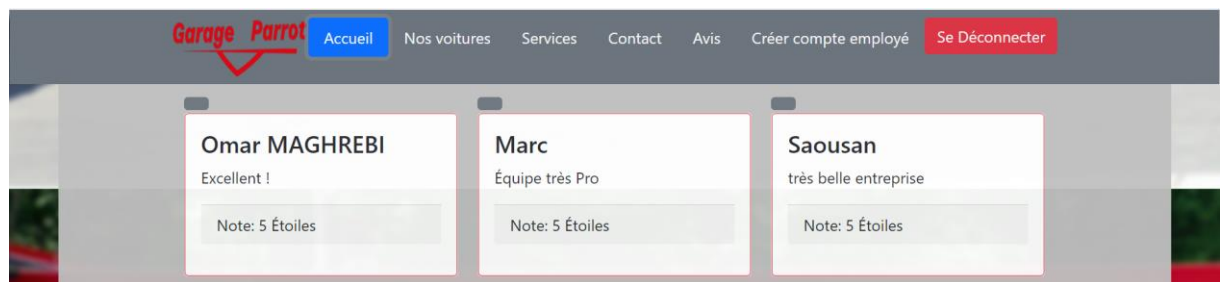 Garage Parrot
Accueil Nos voitures Services Contact Avis Créer compte employé Se Déconnecter
Omar MAGHREBI
Excellent !
Note: 5 Étoiles
Marc
Équipe très Pro
Note: 5 Étoiles
Saousan
très belle entreprise
Note: 5 Étoiles